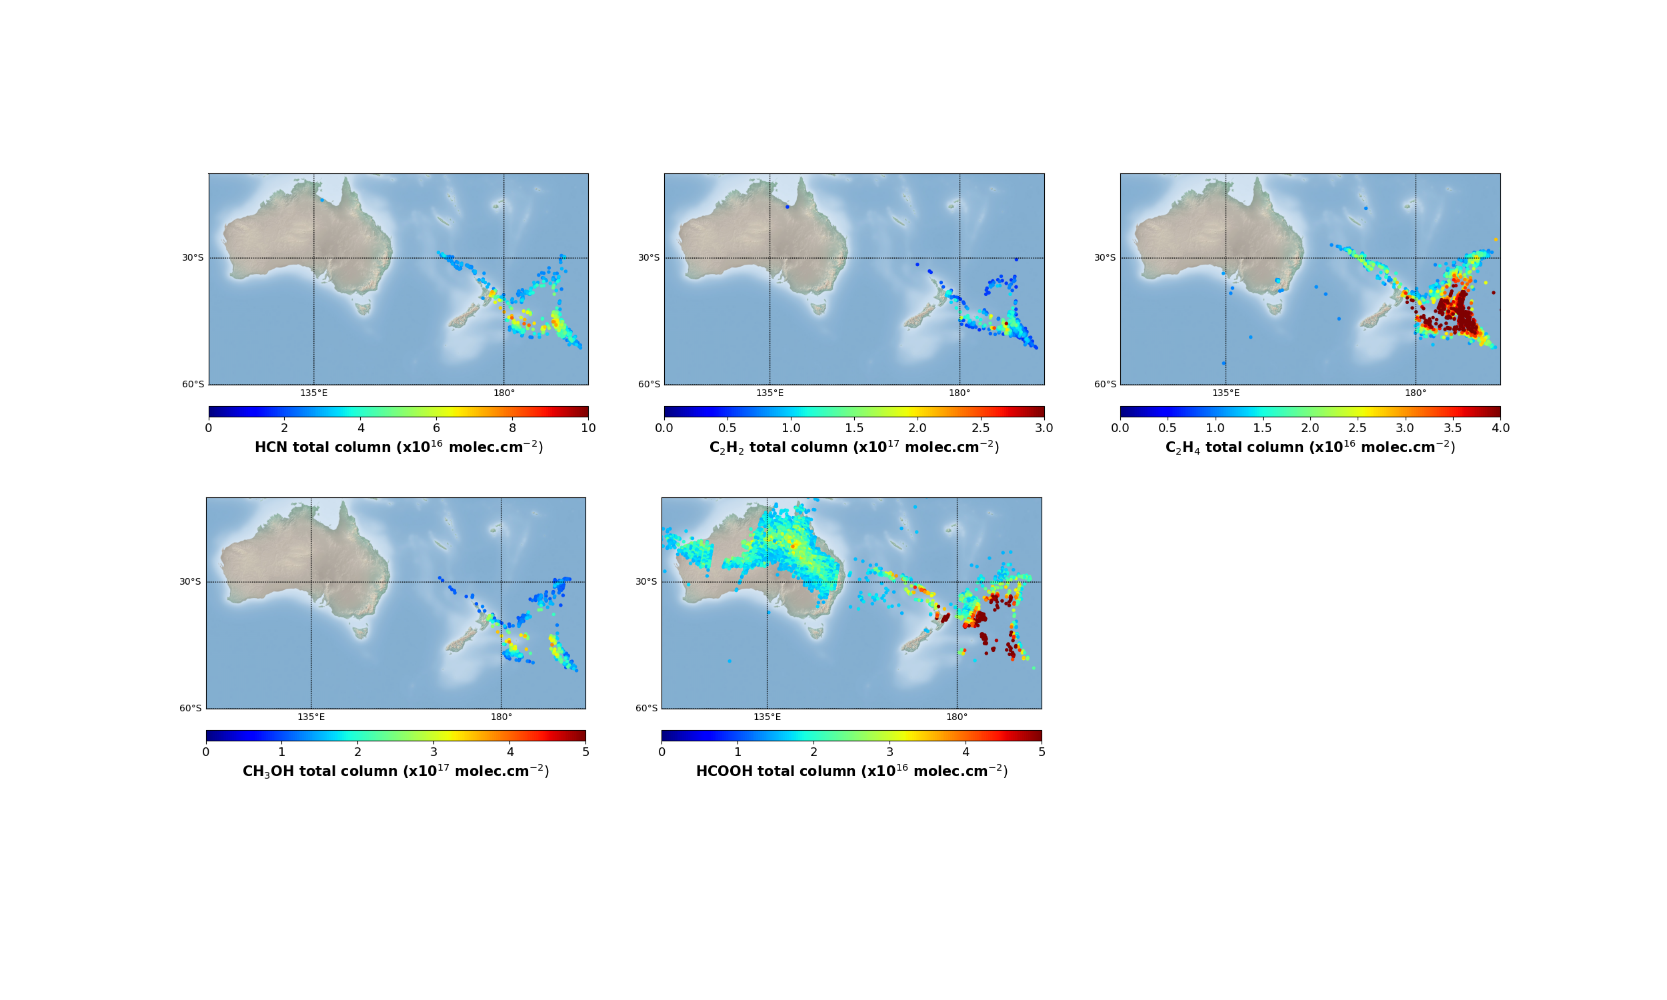 30°S 30°S 30°S
60°S 60°S 60°S
135°E 180° 135°E 180° 135°E 180°
0 2 4 6 8 10 0.0 0.5 1.0 1.5 2.0 2.5 3.0 0.0 0.5 1.0 1.5 2.0 2.5 3.0 3.5 4.0
HCN total column (x10¹⁶ molec.cm⁻²) C₂H₂ total column (x10¹⁷ molec.cm⁻²) C₂H₄ total column (x10¹⁶ molec.cm⁻²)
30°S 30°S
60°S 60°S
135°E 180° 135°E 180°
0 1 2 3 4 5 0 1 2 3 4 5
CH₃OH total column (x10¹⁷ molec.cm⁻²) HCOOH total column (x10¹⁶ molec.cm⁻²)